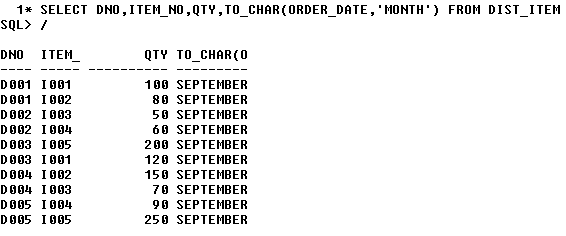 1* SELECT DNO,ITEM_NO,QTY,TO_CHAR(ORDER_DATE,'MONTH') FROM DIST_ITEM
SQL> /
DNO ITEM_ QTY TO_CHAR(O
---- ----- ---------- ---------
D001 I001 100 SEPTEMBER
D001 I002 80 SEPTEMBER
D002 I003 50 SEPTEMBER
D002 I004 60 SEPTEMBER
D003 I005 200 SEPTEMBER
D003 I001 120 SEPTEMBER
D004 I002 150 SEPTEMBER
D004 I003 70 SEPTEMBER
D005 I004 90 SEPTEMBER
D005 I005 250 SEPTEMBER